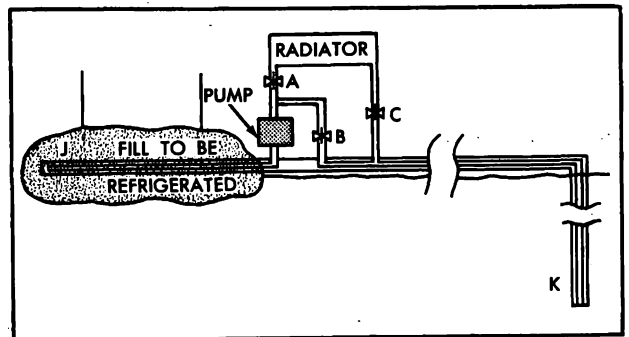 RADIATOR
A
PUMP
C
B
J FILL TO BE
REFRIGERATED
K